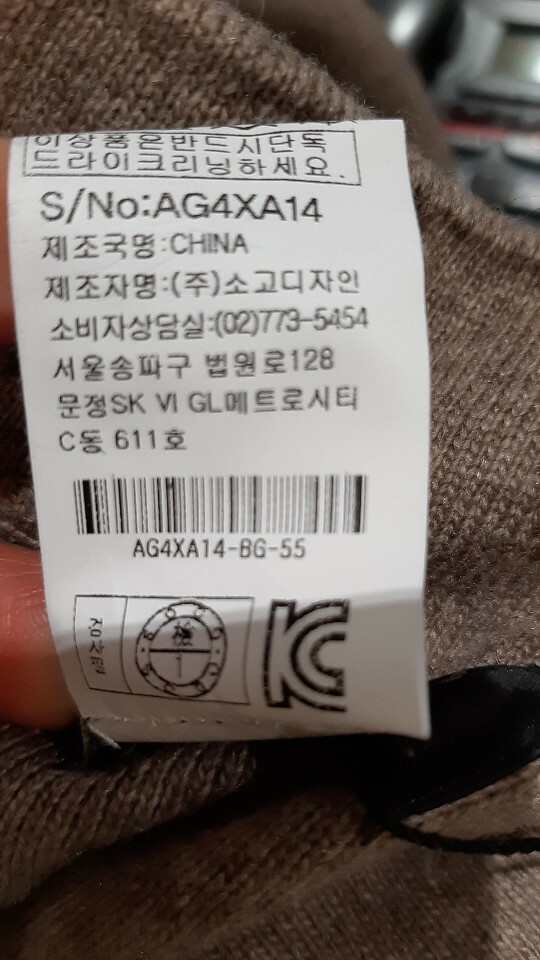 이상품은반드시단독
드라이크리닝하세요.
S/No:AG4XA14
제조국명:CHINA
제조자명:(주)소고디자인
소비자상담실:(02)773-5454
서울송파구 법원로128
문정SK VI GL메트로시티
C동 611호
AG4XA14-BG-55
검사필